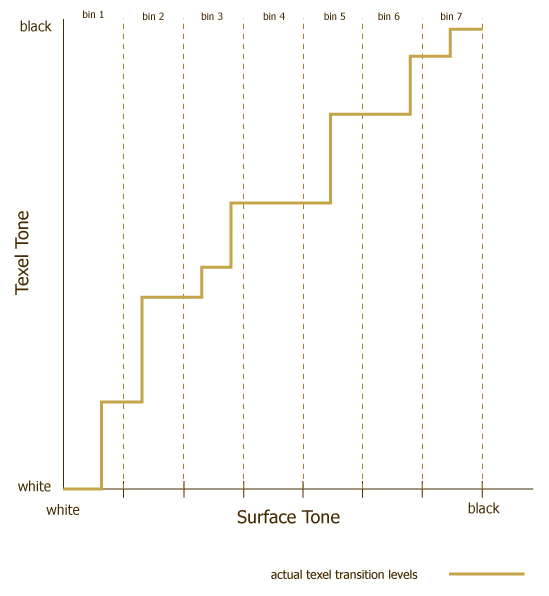 bin 1
bin 2
bin 3
bin 4
bin 5
bin 6
bin 7
black
Texel Tone
white
white
Surface Tone
black
actual texel transition levels